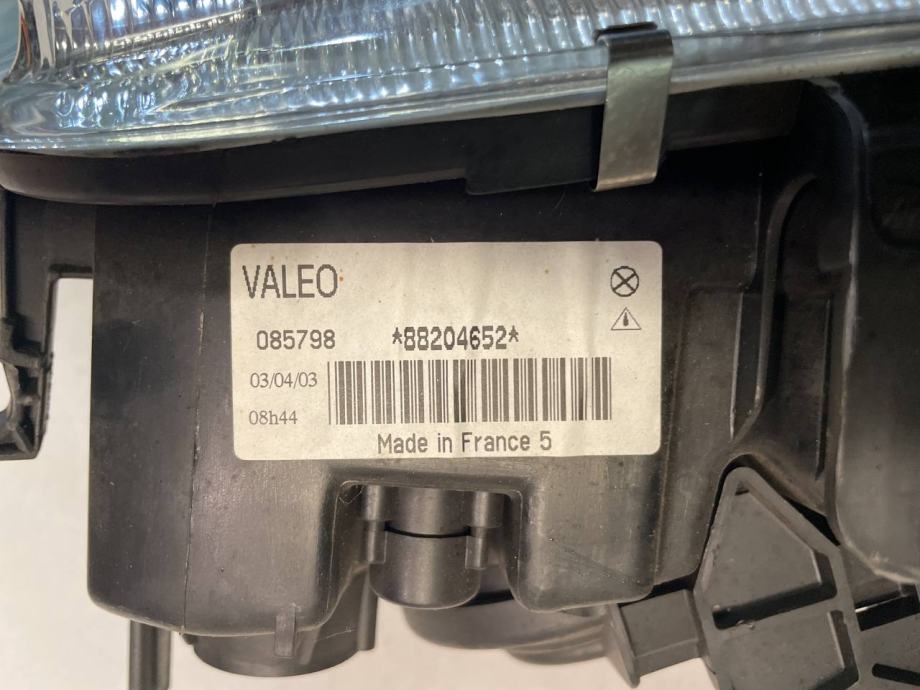 VALEO
085798 *88204652*
03/04/03
08h44
Made in France 5